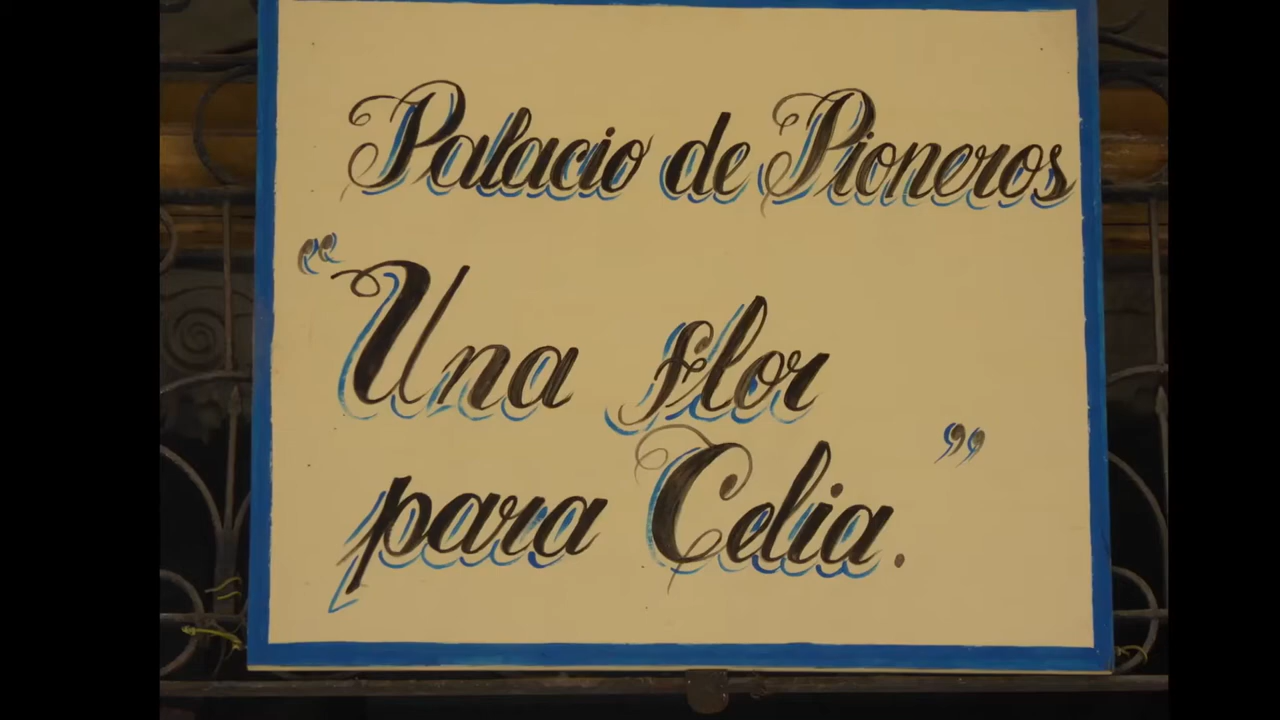 Palacio de Pioneros
“Una flor
para Celia.”